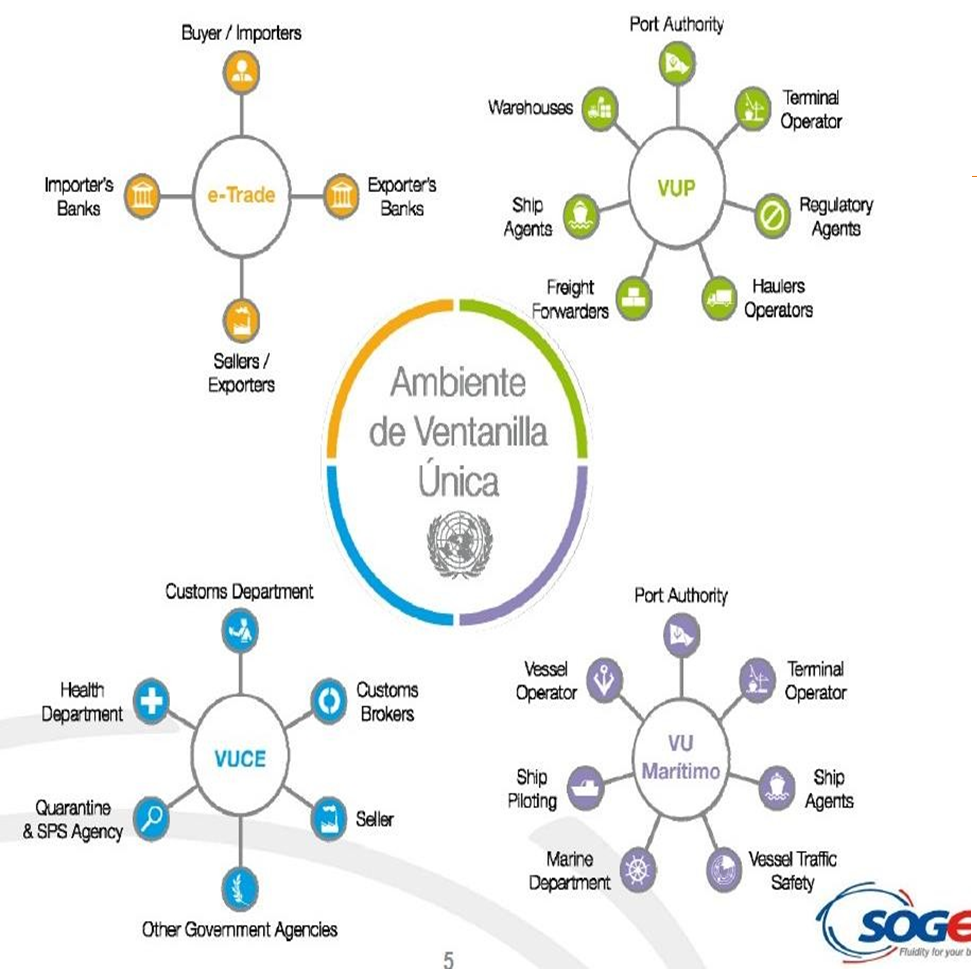 Buyer / Importers
Importer's
Banks
e-Trade
Exporter's
Banks
Sellers /
Exporters
Port Authority
Warehouses
Terminal
Operator
VUP
Ship
Agents
Regulatory
Agents
Freight
Forwarders
Haulers
Operators
Ambiente
de Ventanilla
Única
Customs Department
Health
Department
Customs
Brokers
VUCE
Quarantine
& SPS Agency
Seller
Other Government Agencies
Port Authority
Vessel
Operator
Terminal
Operator
VU
Marítimo
Ship
Piloting
Ship
Agents
Marine
Department
Vessel Traffic
Safety
SOGE
Fluidity for your b
5